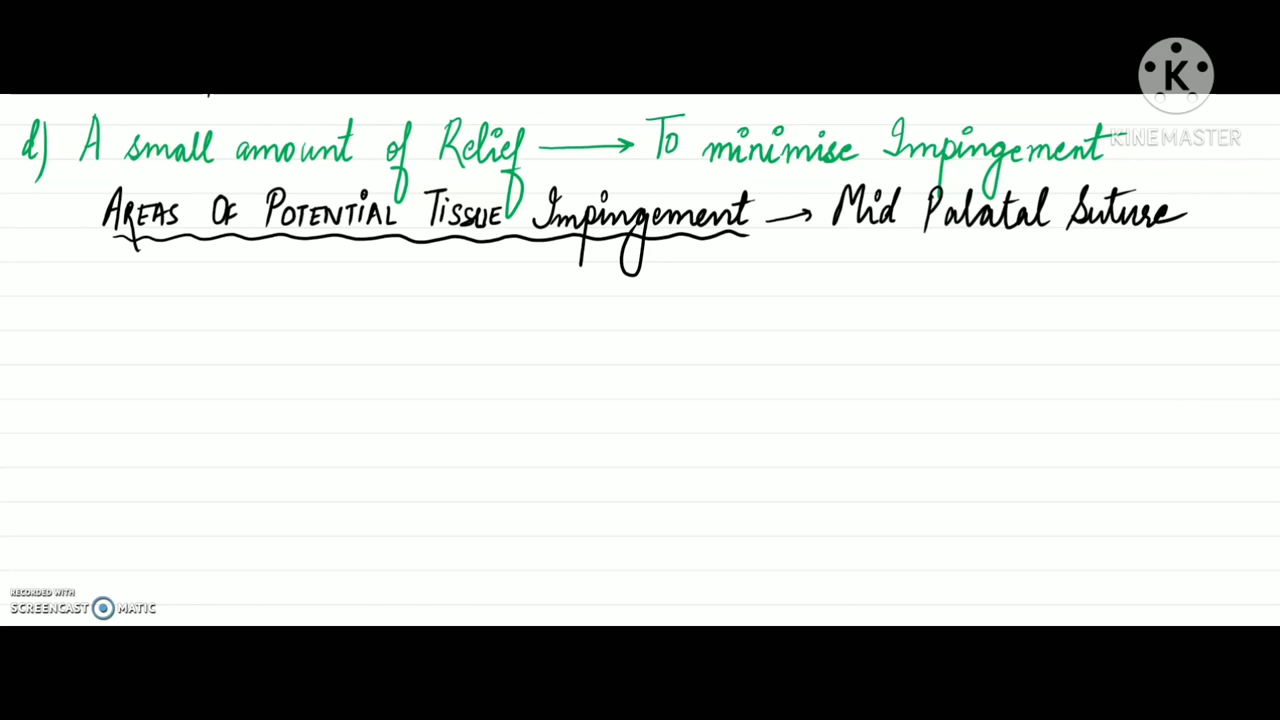 K
KINEMASTER
d) A small amount of Relief → To minimise Impingement
AREAS OF POTENTIAL TISSUE Impingement → Mid Palatal Suture
RECORDED WITH
SCREENCAST MATIC